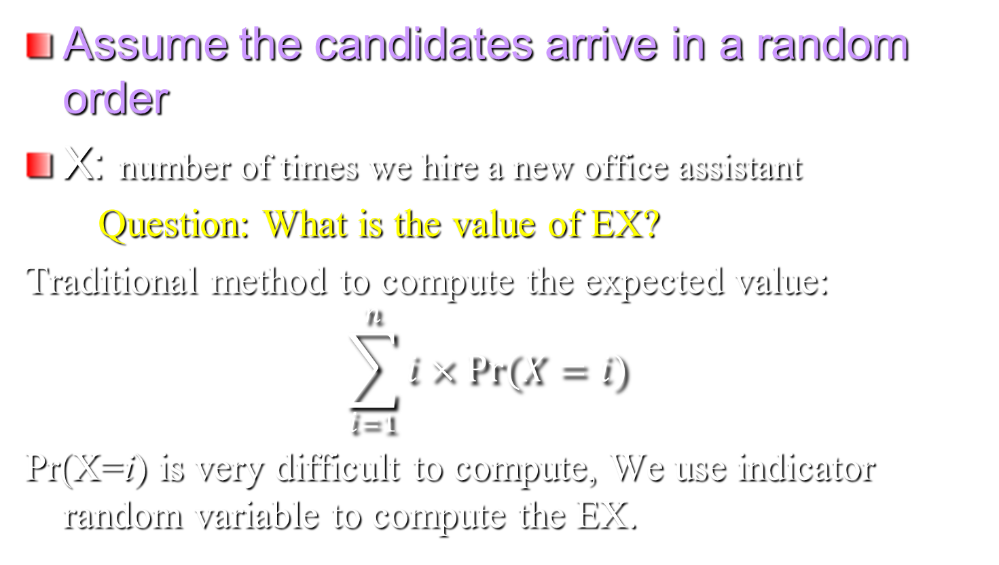 Assume the candidates arrive in a random
order
X: number of times we hire a new office assistant
Question: What is the value of EX?
Traditional method to compute the expected value:
n
∑ i × Pr(X = i)
i=1
Pr(X=i) is very difficult to compute, We use indicator
random variable to compute the EX.